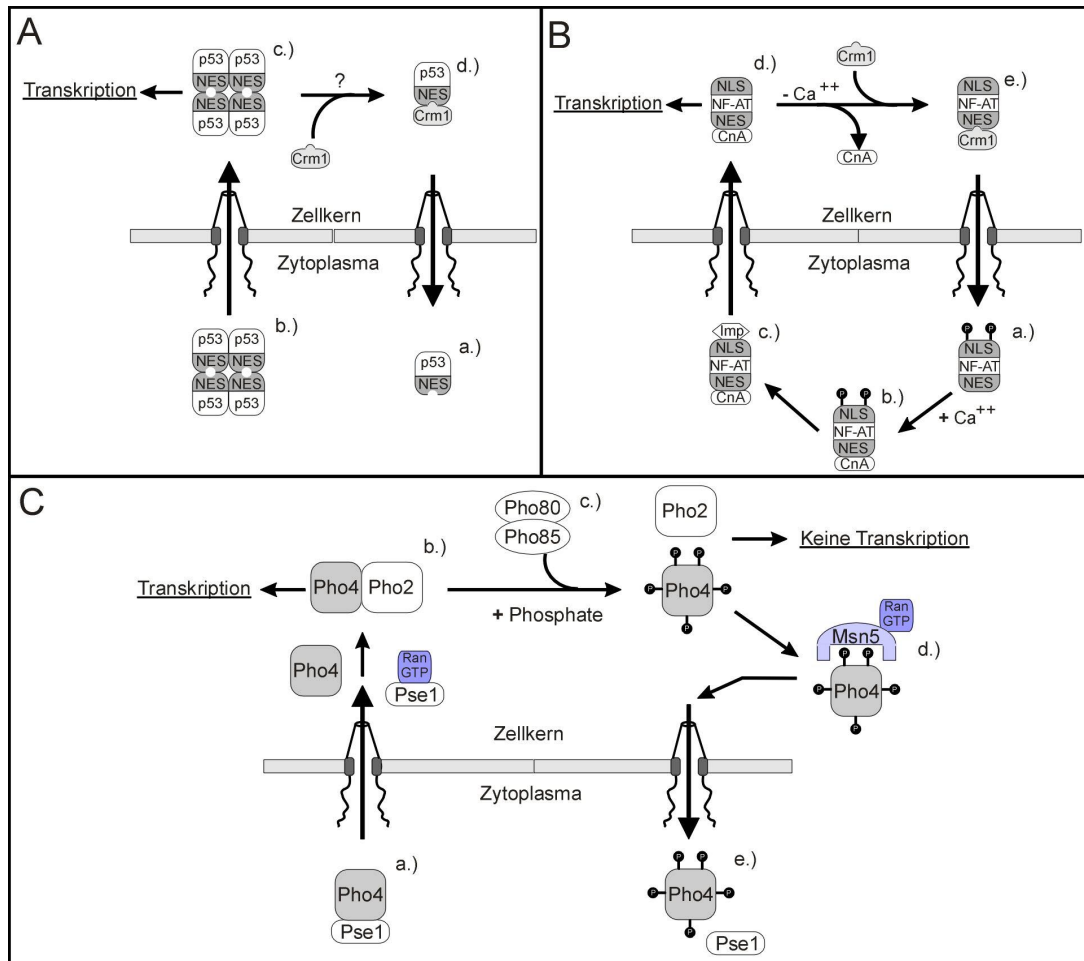 A
c.)
p53 p53
NES NES
NES NES
p53 p53
Transkription
?
Crm1
d.)
p53
NES
Crm1
Zellkern
Zytoplasma
b.)
p53 p53
NES NES
NES NES
p53 p53
a.)
p53
NES
B
d.)
NLS
NF-AT
NES
CnA
Transkription
Crm1
- Ca++
CnA
e.)
NLS
NF-AT
NES
Crm1
Zellkern
Zytoplasma
c.)
Imp
NLS
NF-AT
NES
CnA
a.)
P P
NLS
NF-AT
NES
b.)
P P
NLS
NF-AT
NES
CnA
+ Ca++
C
Pho80
Pho85
c.)
Pho2
Keine Transkription
b.)
Transkription
Pho4 Pho2
+ Phosphate
P P
P Pho4 P
P
Ran
GTP
Msn5
d.)
P P
P Pho4 P
P
Pho4
Ran
GTP
Pse1
Zellkern
Zytoplasma
a.)
Pho4
Pse1
e.)
P P
P Pho4 P
P
Pse1